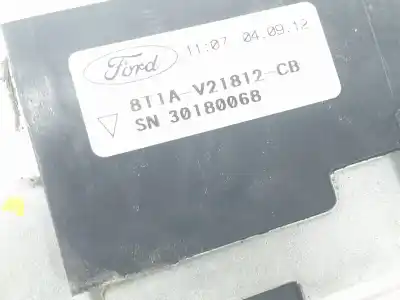 Ford 11:07 04.09.12
8T1A-V21812-CB
SN 30180068